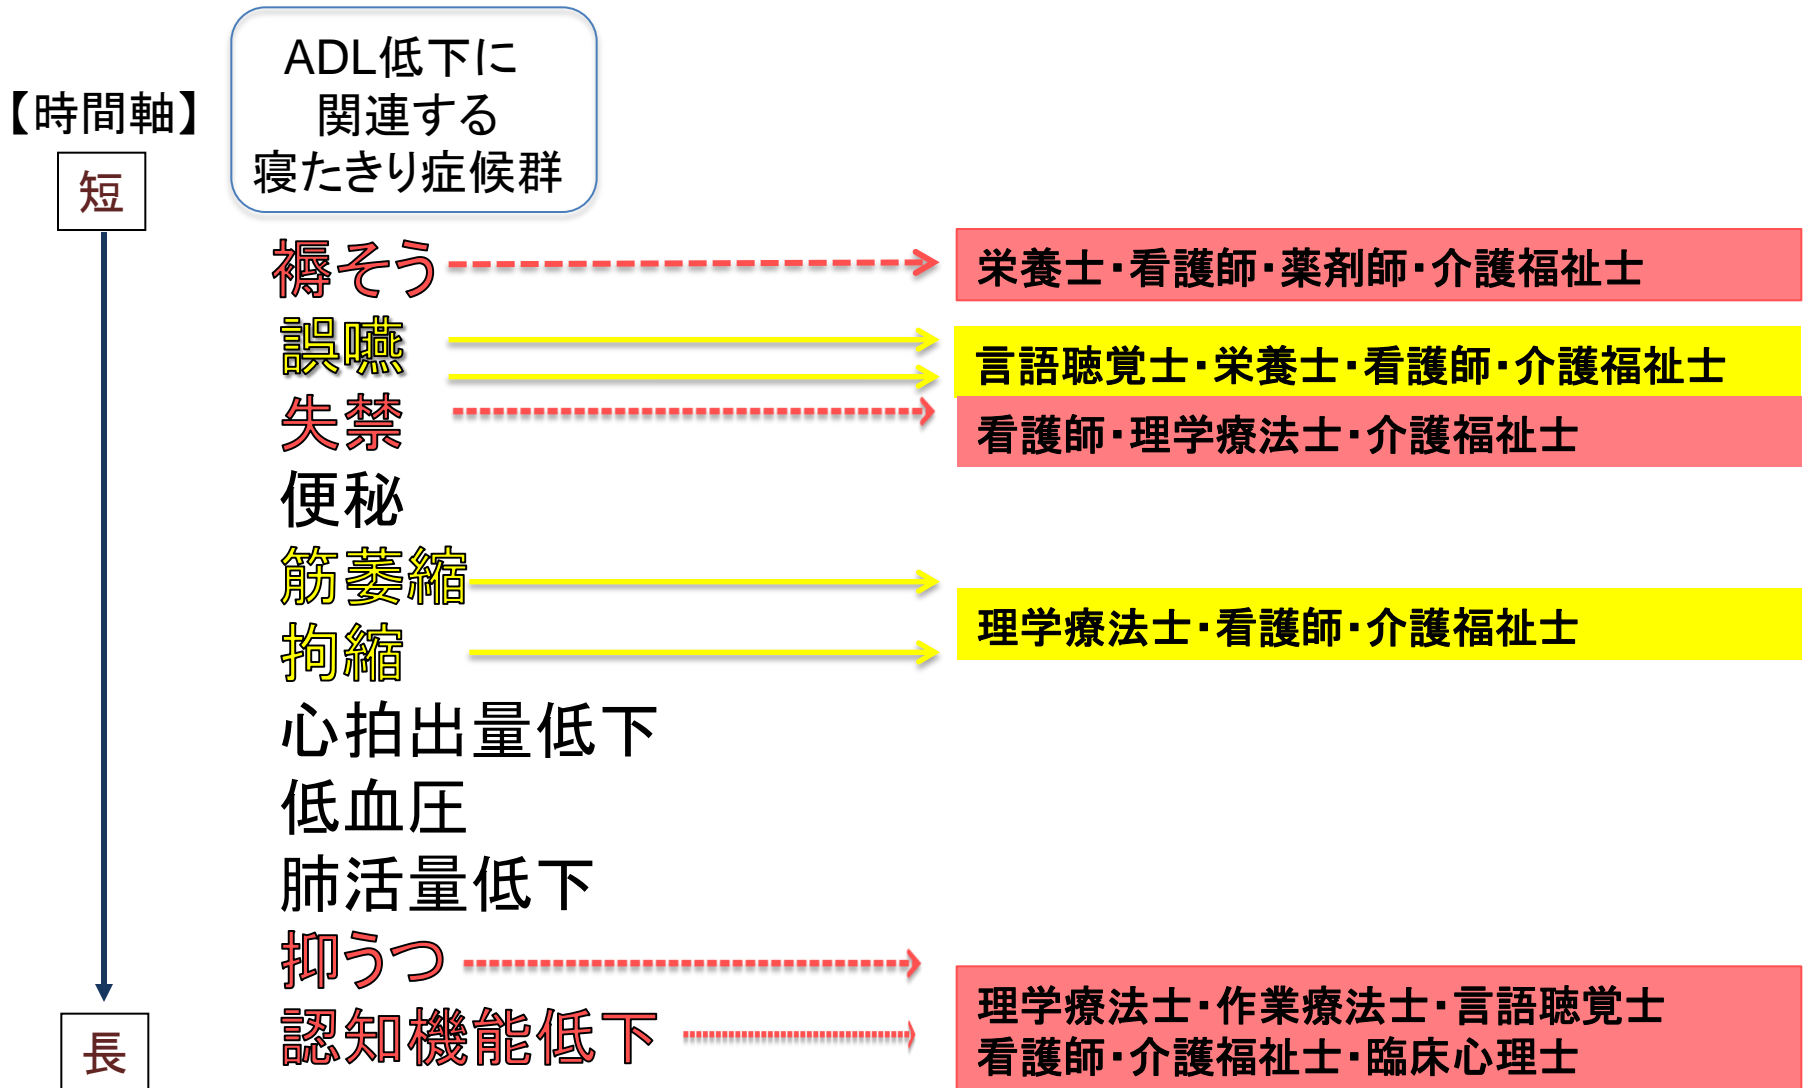 ADL低下に
関連する
寝たきり症候群
【時間軸】
短
褥そう
栄養士・看護師・薬剤師・介護福祉士
誤嚥
言語聴覚士・栄養士・看護師・介護福祉士
失禁
看護師・理学療法士・介護福祉士
便秘
筋萎縮
理学療法士・看護師・介護福祉士
拘縮
心拍出量低下
低血圧
肺活量低下
抑うつ
認知機能低下
理学療法士・作業療法士・言語聴覚士
看護師・介護福祉士・臨床心理士
長